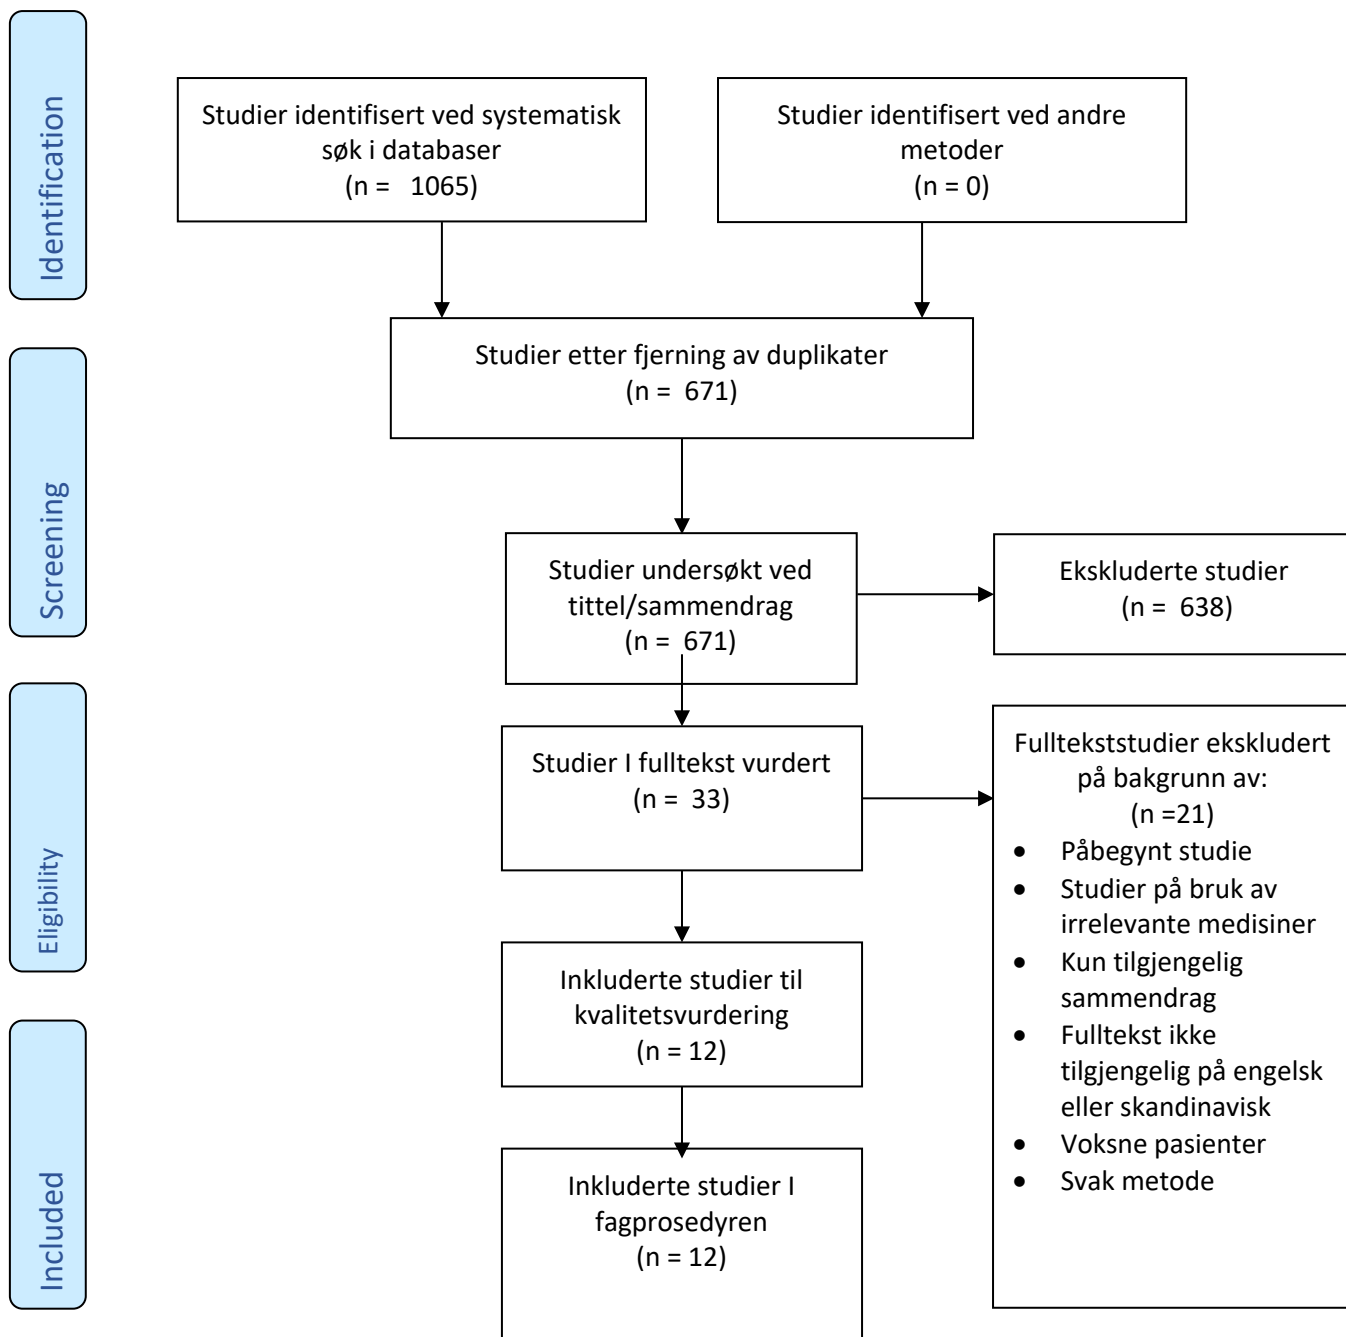 Identification
Studier identifisert ved systematisk
søk i databaser
(n = 1065)
Studier identifisert ved andre
metoder
(n = 0)
Studier etter fjerning av duplikater
(n = 671)
Screening
Studier undersøkt ved
tittel/sammendrag
(n = 671)
Ekskluderte studier
(n = 638)
Eligibility
Studier I fulltekst vurdert
(n = 33)
Fulltekststudier ekskludert
på bakgrunn av:
(n =21)
• Påbegynt studie
• Studier på bruk av
irrelevante medisiner
• Kun tilgjengelig
sammendrag
• Fulltekst ikke
tilgjengelig på engelsk
eller skandinavisk
• Voksne pasienter
• Svak metode
Inkluderte studier til
kvalitetsvurdering
(n = 12)
Included
Inkluderte studier I
fagprosedyren
(n = 12)